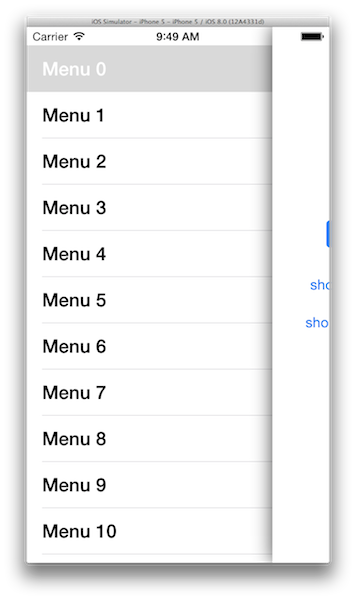 iOS Simulator - iPhone 5 - iPhone 5 / iOS 8.0 (12A4331d)
Carrier 9:49 AM
Menu 0
Menu 1
Menu 2
Menu 3
Menu 4
sho
Menu 5
sho
Menu 6
Menu 7
Menu 8
Menu 9
Menu 10